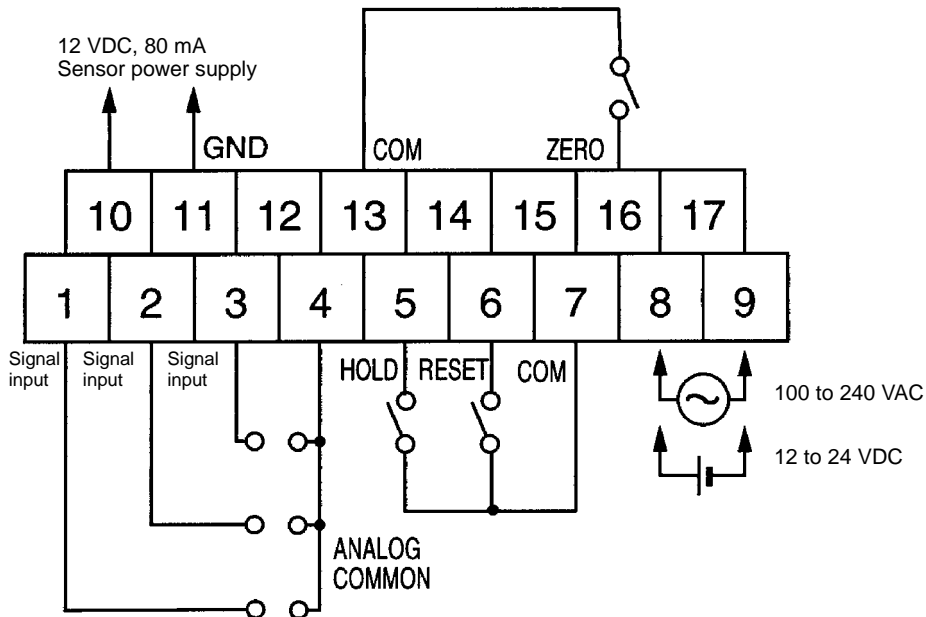 12 VDC, 80 mA
Sensor power supply
GND
COM
ZERO
10 11 12 13 14 15 16 17
1 2 3 4 5 6 7 8 9
Signal input
Signal input
Signal input
HOLD
RESET
COM
100 to 240 VAC
12 to 24 VDC
ANALOG
COMMON